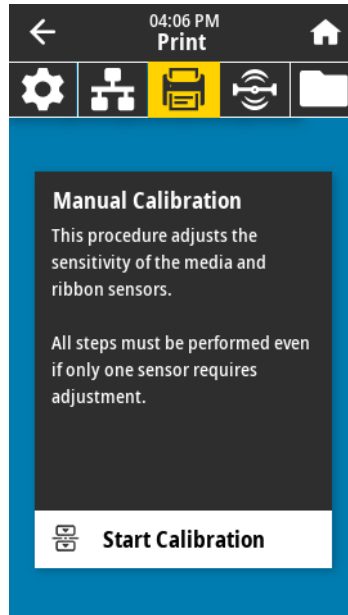 04:06 PM
Print
Manual Calibration
This procedure adjusts the
sensitivity of the media and
ribbon sensors.
All steps must be performed even
if only one sensor requires
adjustment.
Start Calibration